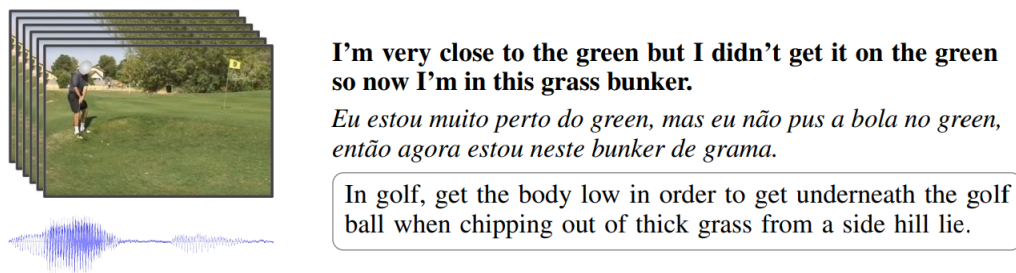 I'm very close to the green but I didn't get it on the green
so now I'm in this grass bunker.
Eu estou muito perto do green, mas eu não pus a bola no green,
então agora estou neste bunker de grama.
In golf, get the body low in order to get underneath the golf
ball when chipping out of thick grass from a side hill lie.